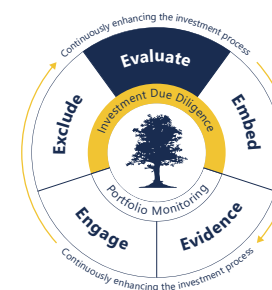 Continuously enhancing the investment process
Evaluate
Embed
Evidence
Engage
Exclude
Investment Due Diligence
Portfolio Monitoring
Continuously enhancing the investment process